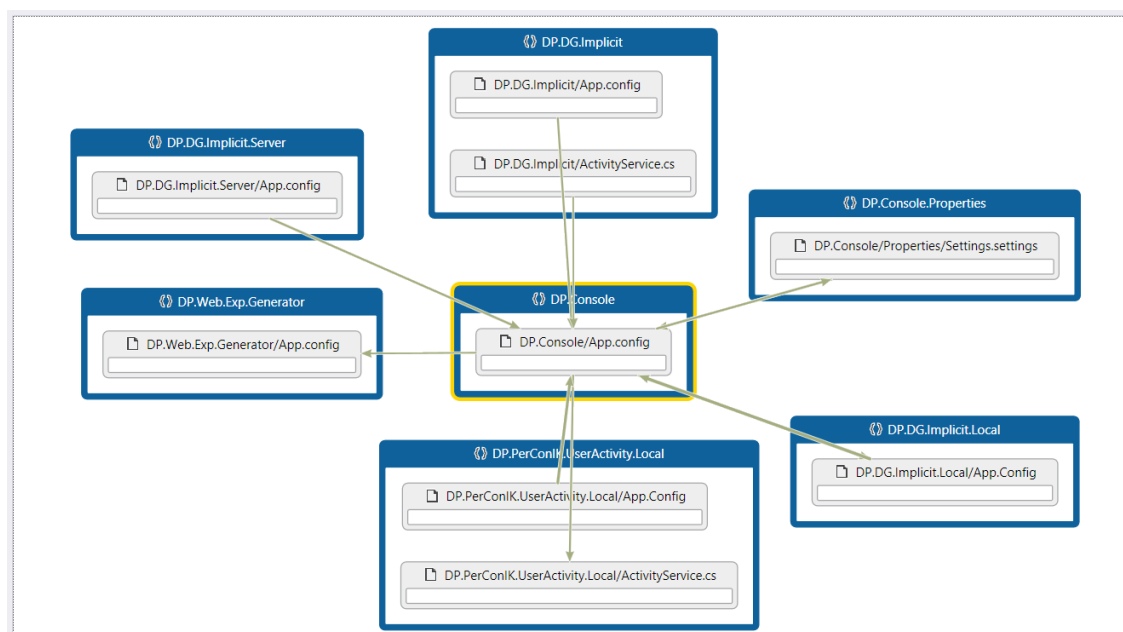 DP.DG.Implicit
DP.DG.Implicit/App.config
DP.DG.Implicit/ActivityService.cs
DP.DG.Implicit.Server
DP.DG.Implicit.Server/App.config
DP.Console.Properties
DP.Console/Properties/Settings.settings
DP.Web.Exp.Generator
DP.Web.Exp.Generator/App.config
DP.Console
DP.Console/App.config
DP.DG.Implicit.Local
DP.DG.Implicit.Local/App.Config
DP.PerConIK.UserActivity.Local
DP.PerConIK.UserActivity.Local/App.Config
DP.PerConIK.UserActivity.Local/ActivityService.cs